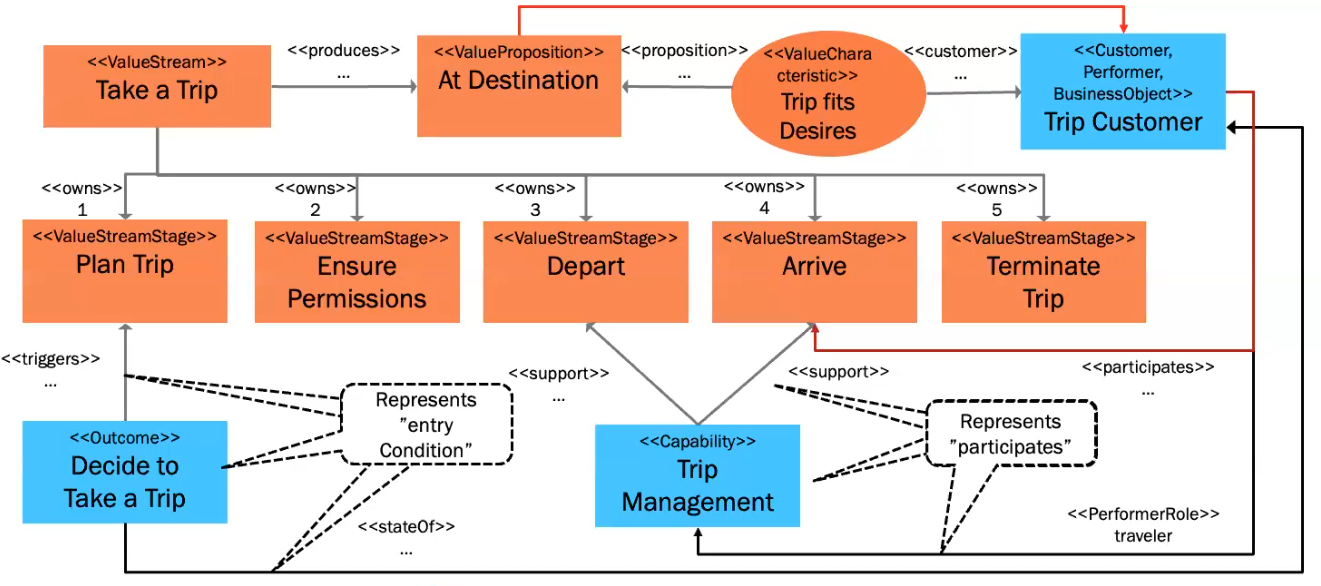 <<ValueStream>>
Take a Trip
<<produces>>
...
<<ValueProposition>>
At Destination
<<proposition>>
...
<<ValueChara
cteristic>>
Trip fits
Desires
<<customer>>
...
<<Customer,
Performer,
BusinessObject>>
Trip Customer
<<owns>>
1
<<owns>>
2
<<owns>>
3
<<owns>>
4
<<owns>>
5
<<ValueStreamStage>>
Plan Trip
<<ValueStreamStage>>
Ensure
Permissions
<<ValueStreamStage>>
Depart
<<ValueStreamStage>>
Arrive
<<ValueStreamStage>>
Terminate
Trip
<<triggers>>
...
<<support>>
...
<<support>>
<<participates>>
...
Represents
”entry
Condition”
Represents
”participates”
<<Outcome>>
Decide to
Take a Trip
<<Capability>>
Trip
Management
<<stateOf>>
...
<<PerformerRole>>
traveler